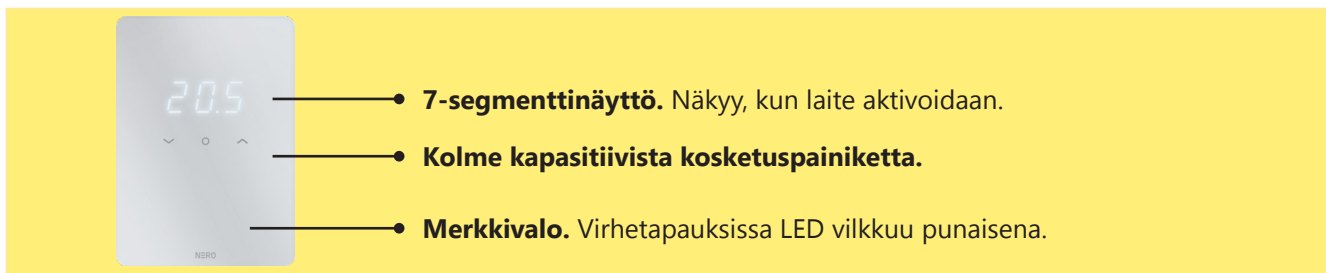 20.5
7-segmenttinäyttö. Näkyy, kun laite aktivoidaan.
Kolme kapasitiivista kosketuspainiketta.
Merkkivalo. Virhetapauksissa LED vilkkuu punaisena.
NERO